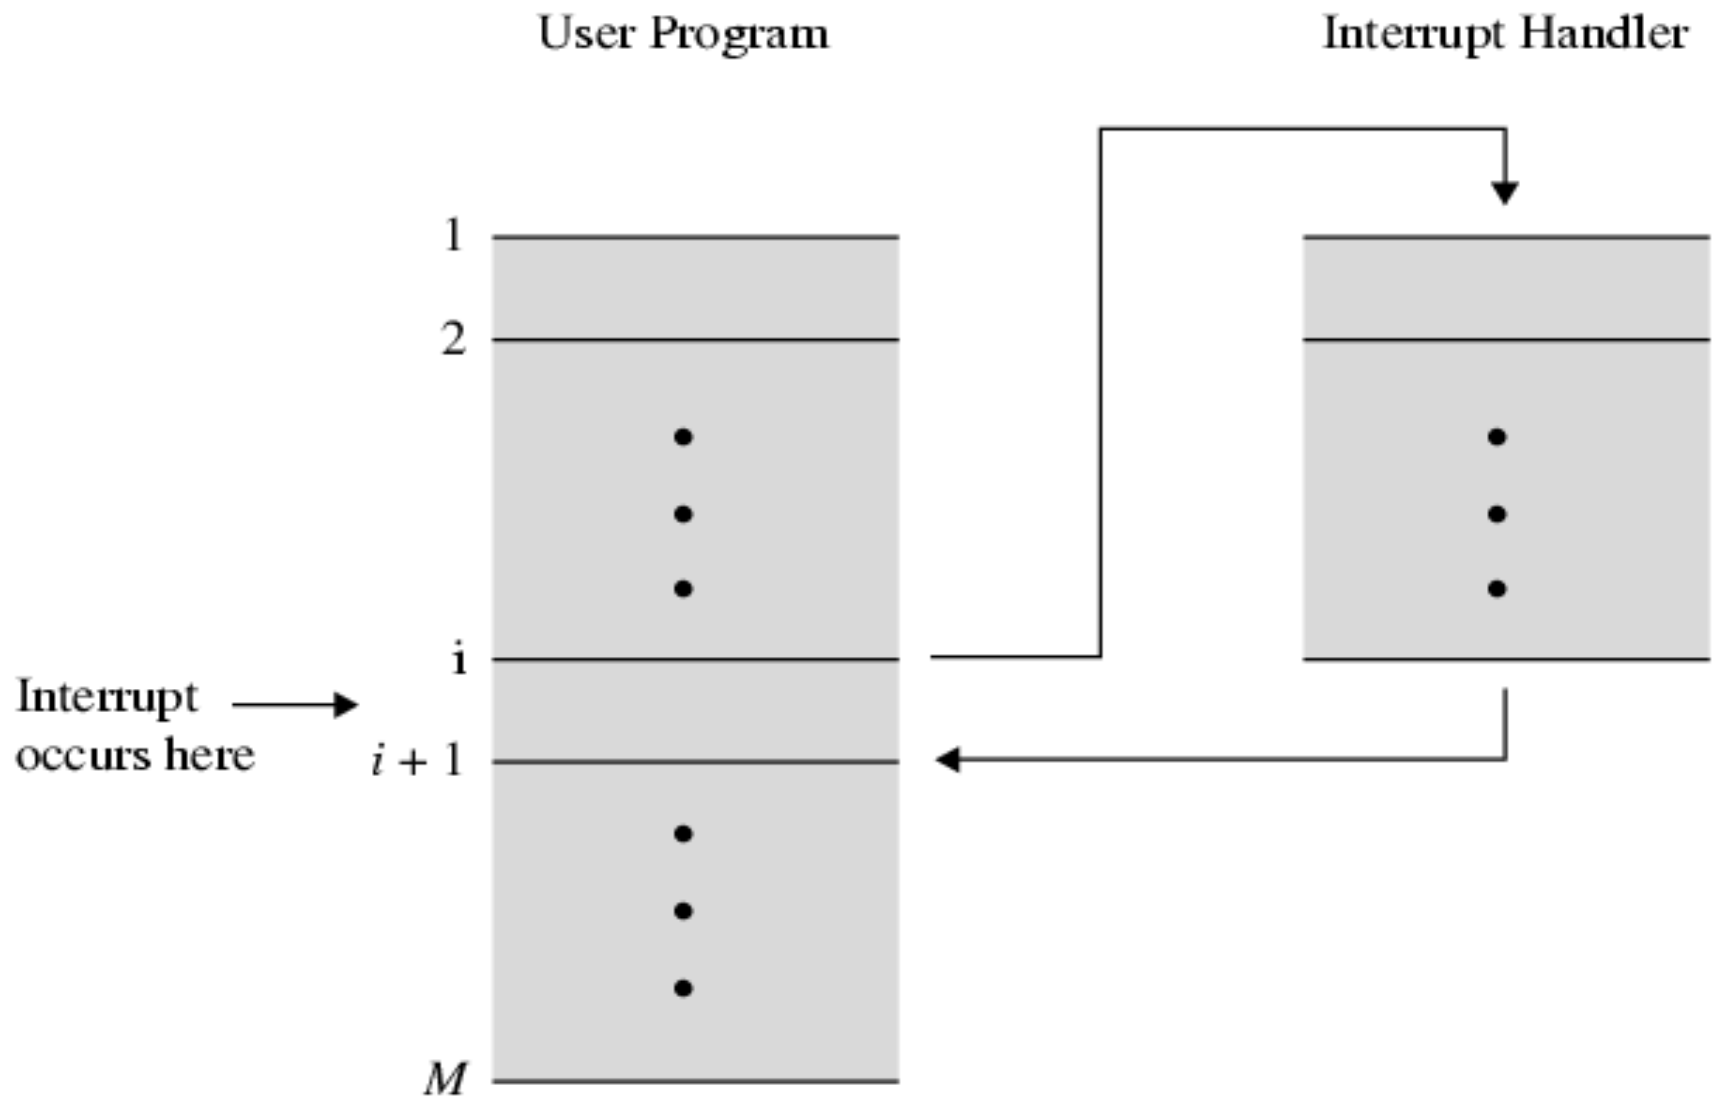 User Program
Interrupt Handler
1
2
i
Interrupt
occurs here
i + 1
M